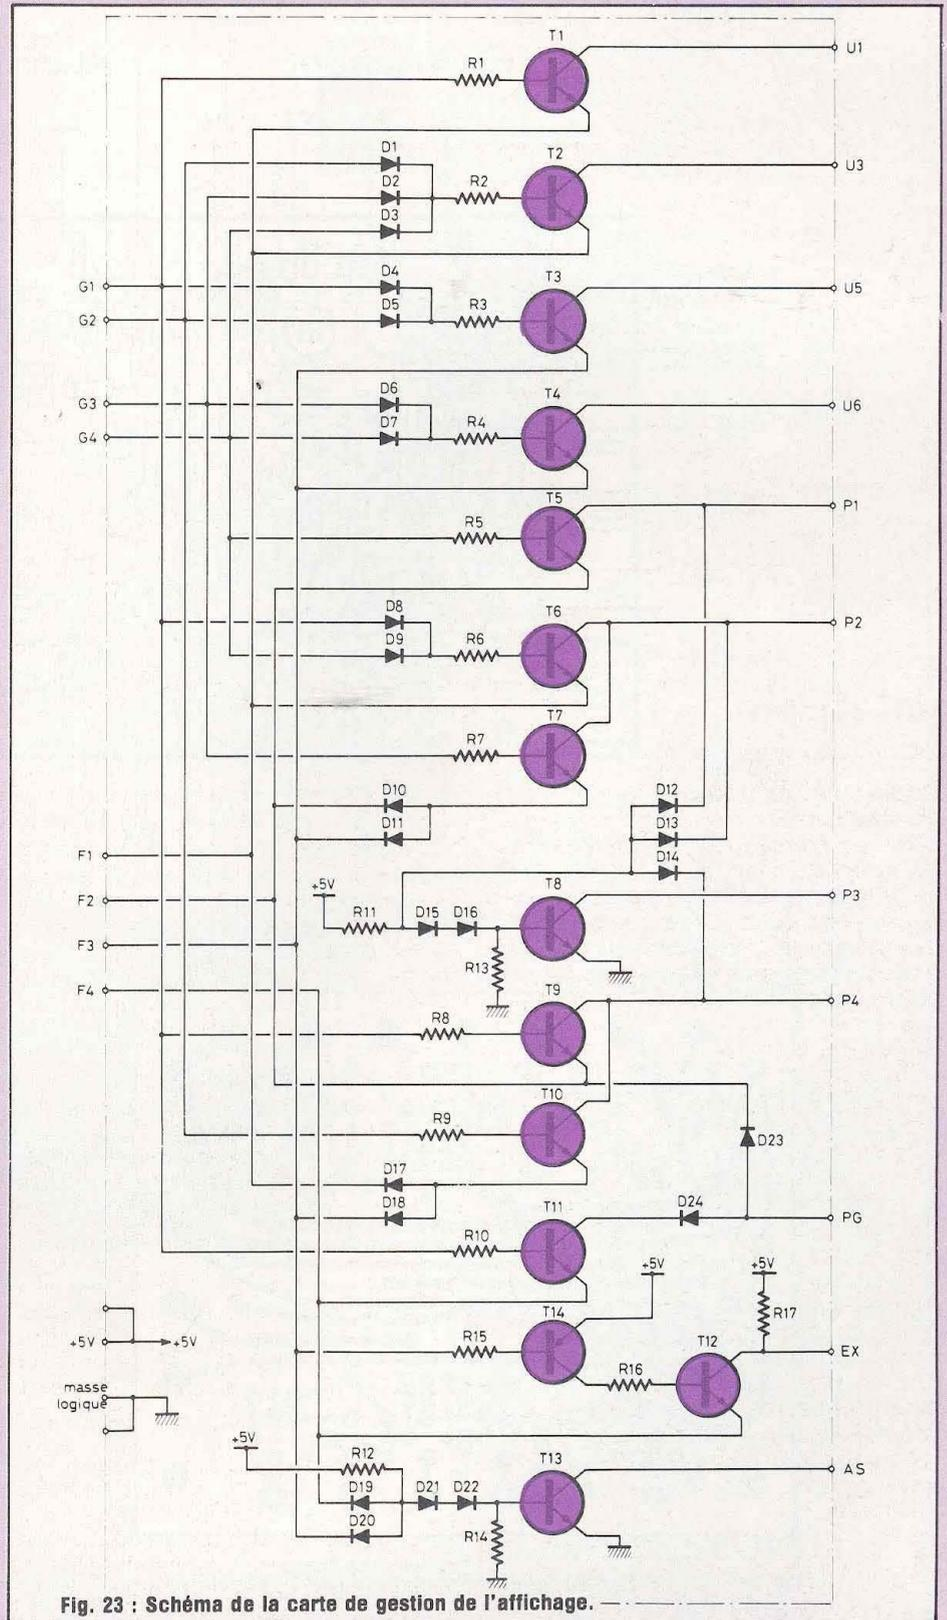 T1
U1
R1
D1
T2
U3
D2
R2
D3
D4
T3
U5
G1
D5
R3
G2
D6
T4
U6
G3
D7
R4
G4
T5
P1
R5
D8
T6
P2
D9
R6
T7
R7
D10
D12
D11
D13
F1
D14
+5V
T8
P3
F2
R11
D15
D16
F3
R13
F4
T9
P4
R8
T10
R9
D23
D17
D18
T11
D24
PG
R10
+5V
+5V
T14
R17
+5V
+5V
R15
T12
EX
R16
masse
logique
+5V
R12
T13
AS
D19
D21
D22
D20
R14
Fig. 23 : Schéma de la carte de gestion de l'affichage.